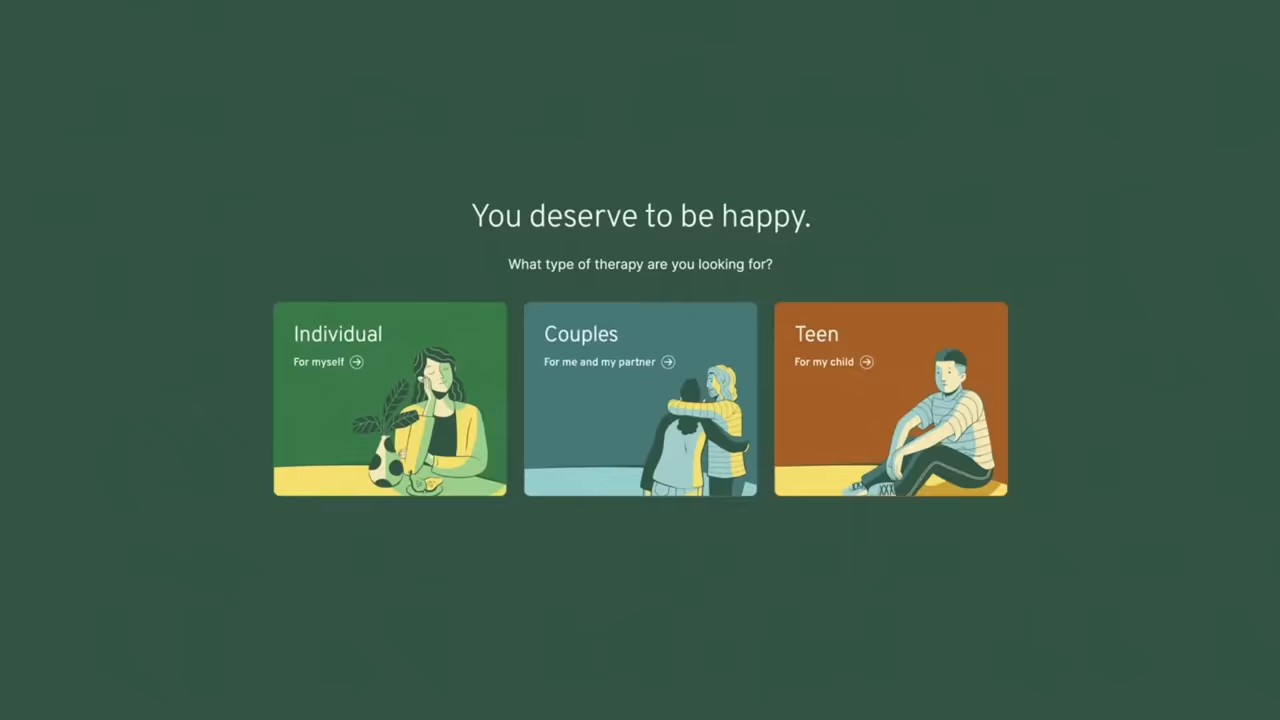 You deserve to be happy.
What type of therapy are you looking for?
Individual
For myself
Couples
For me and my partner
Teen
For my child